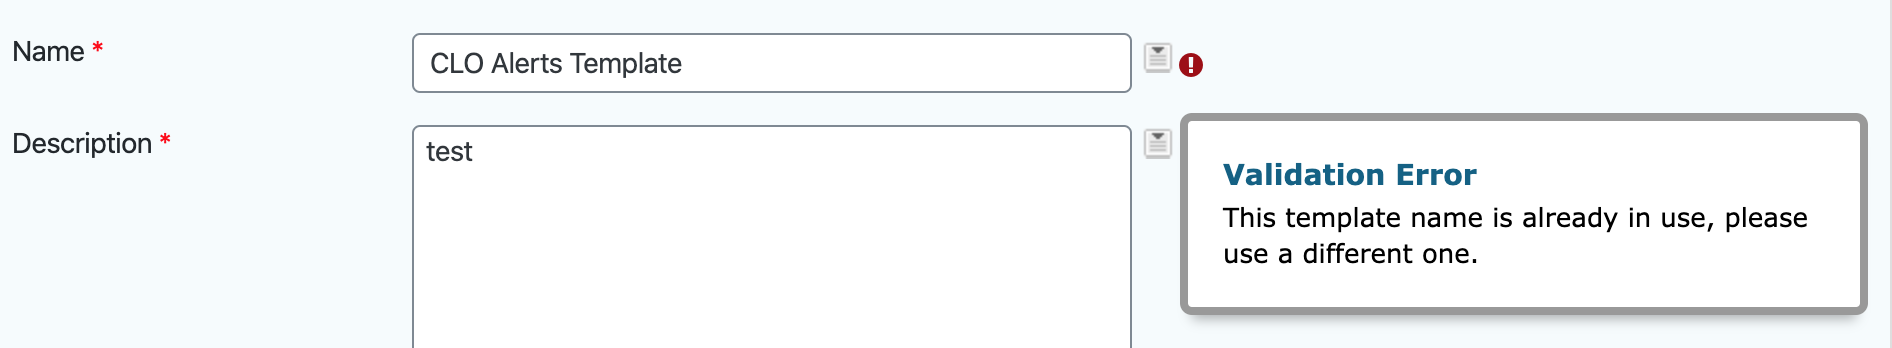 Name *
CLO Alerts Template
Description *
test
Validation Error
This template name is already in use, please
use a different one.